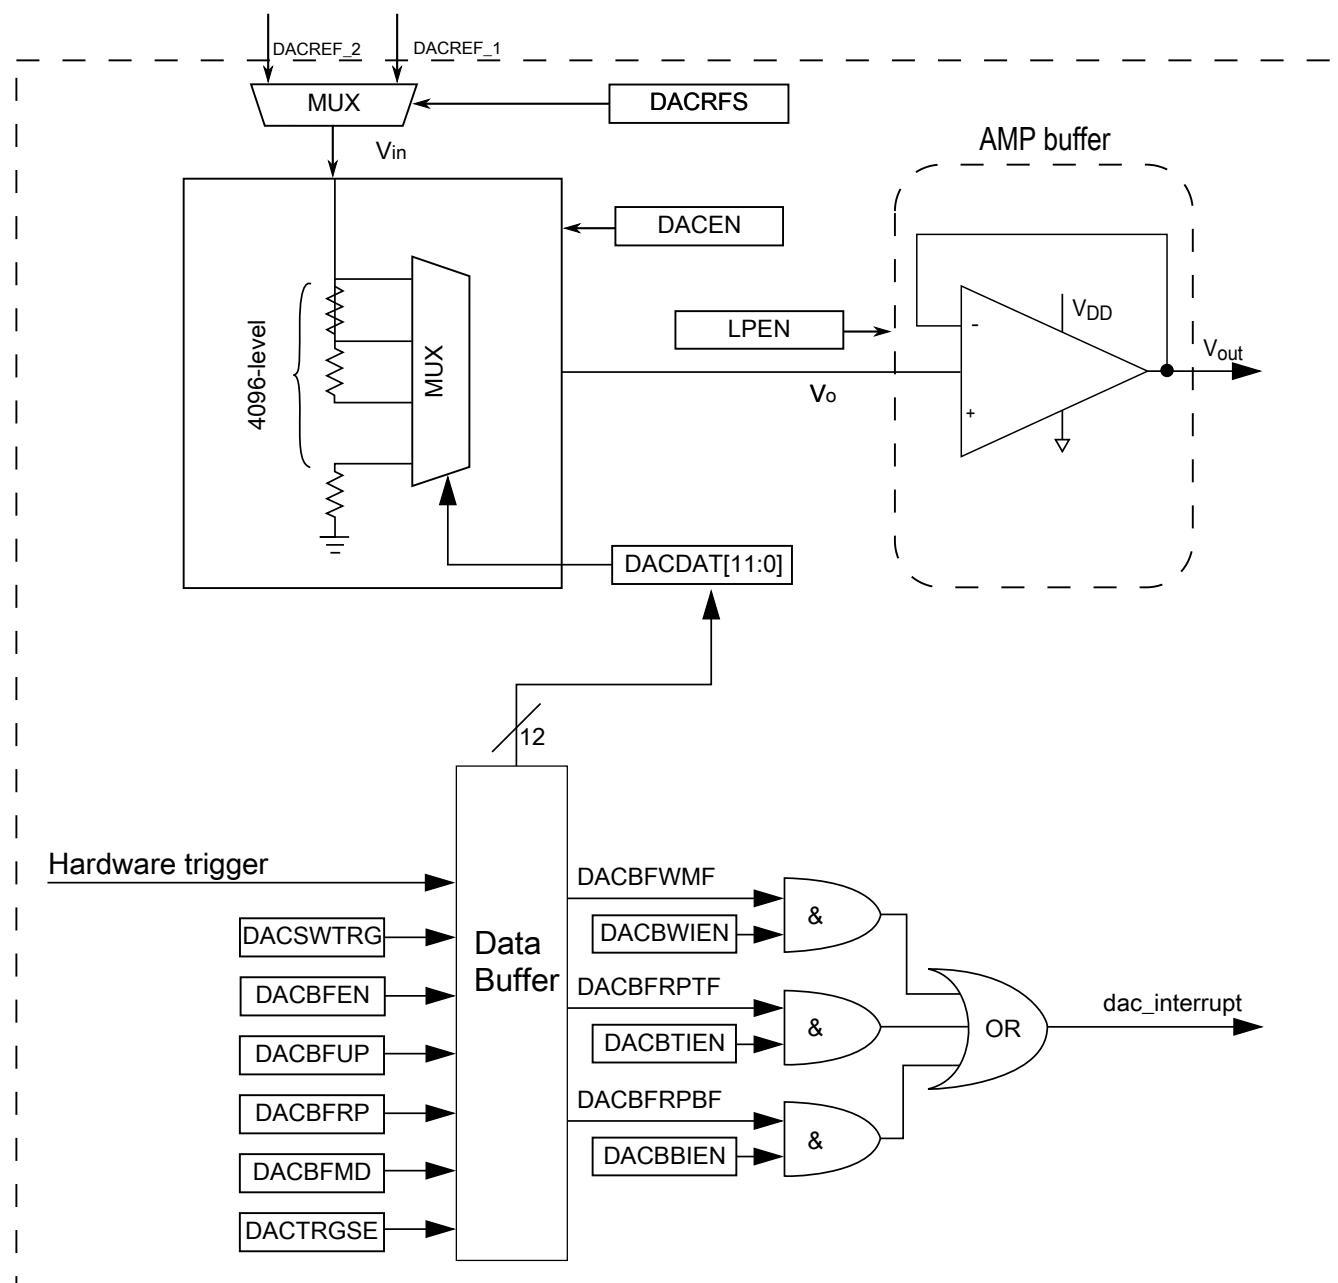 DACREF_2
DACREF_1
MUX
DACRFS
Vin
AMP buffer
DACEN
LPEN
VDD
4096-level
MUX
-
+
Vo
Vout
DACDAT[11:0]
12
Hardware trigger
DACSWTRG
DACBFEN
DACBFUP
DACBFRP
DACBFMD
DACTRGSE
Data
Buffer
DACBFWMF
DACBWIEN
&
DACBFRPTF
DACBTIEN
&
DACBFRPBF
DACBBIEN
&
OR
dac_interrupt